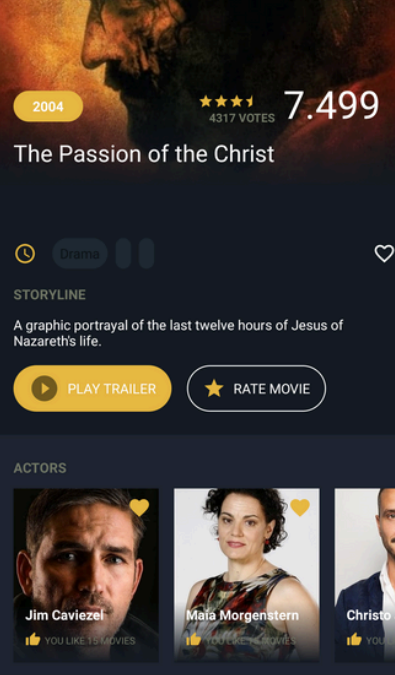 2004
4317 VOTES
7.499
The Passion of the Christ
Drama
STORYLINE
A graphic portrayal of the last twelve hours of Jesus of
Nazareth's life.
PLAY TRAILER
RATE MOVIE
ACTORS
Jim Caviezel
Maia Morgenstern
Christo
YOU LIKE 15 MOVIES
YOU LIKE MOVIES
YOU